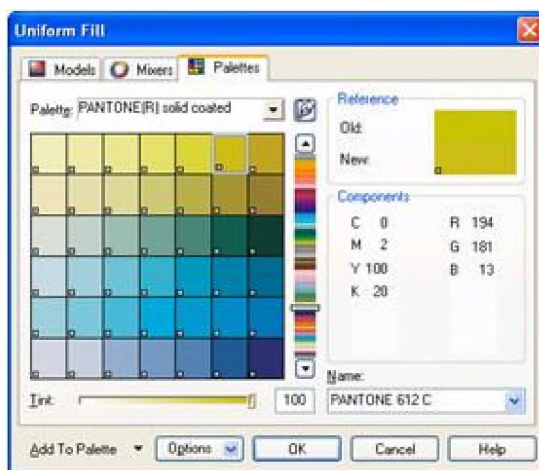 Uniform Fill
Models Mixers Palettes
Palette: PANTONE(R) solid coated
Reference
Old:
New:
Components
C 0 R 194
M 2 G 181
Y 100 B 13
K 20
Name:
Tint: 100 PANTONE 612 C
Add To Palette Options OK Cancel Help